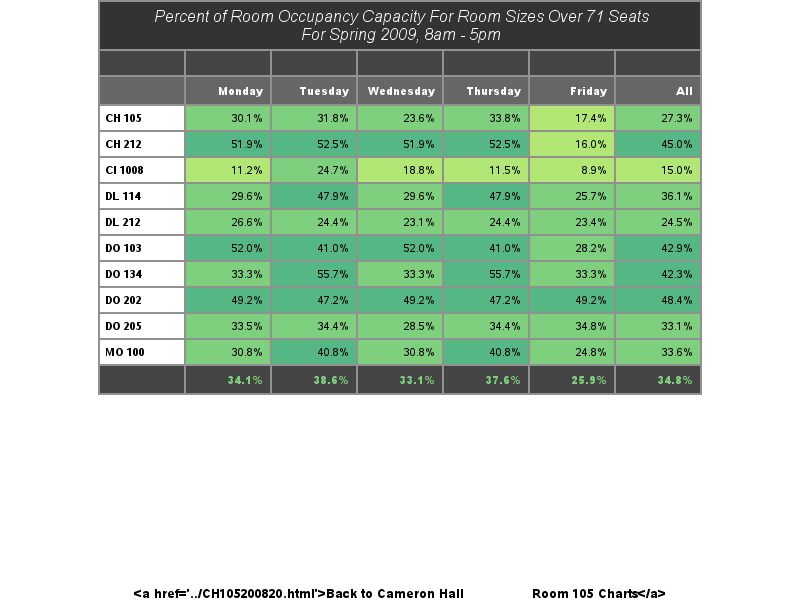 Percent of Room Occupancy Capacity For Room Sizes Over 71 Seats
For Spring 2009, 8am - 5pm
Monday Tuesday Wednesday Thursday Friday All
CH 105 30.1% 31.8% 23.6% 33.8% 17.4% 27.3%
CH 212 51.9% 52.5% 51.9% 52.5% 16.0% 45.0%
CI 1008 11.2% 24.7% 18.8% 11.5% 8.9% 15.0%
DL 114 29.6% 47.9% 29.6% 47.9% 25.7% 36.1%
DL 212 26.6% 24.4% 23.1% 24.4% 23.4% 24.5%
DO 103 52.0% 41.0% 52.0% 41.0% 28.2% 42.9%
DO 134 33.3% 55.7% 33.3% 55.7% 33.3% 42.3%
DO 202 49.2% 47.2% 49.2% 47.2% 49.2% 48.4%
DO 205 33.5% 34.4% 28.5% 34.4% 34.8% 33.1%
MO 100 30.8% 40.8% 30.8% 40.8% 24.8% 33.6%
34.1% 38.6% 33.1% 37.6% 25.9% 34.8%
<a href='../CH105200820.html'>Back to Cameron Hall Room 105 Charts</a>